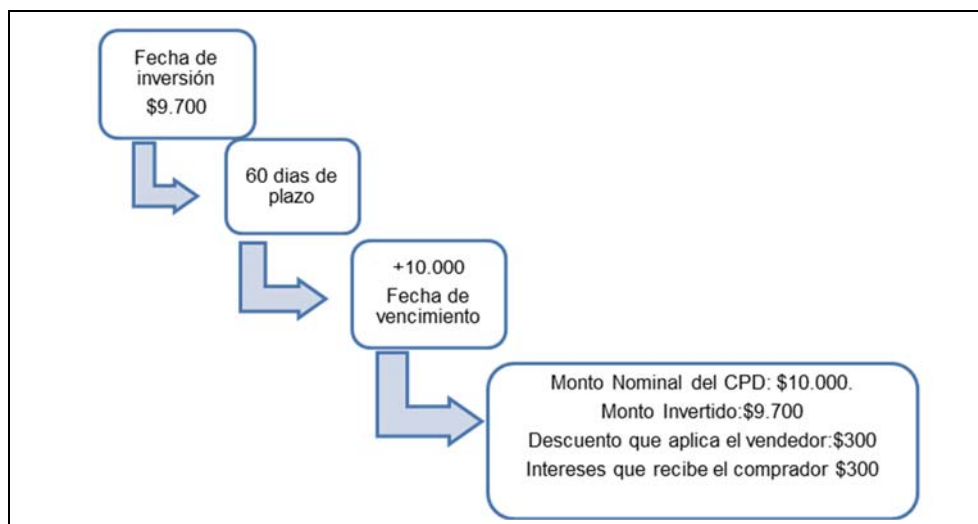 Fecha de
inversión
$9.700
60 dias de
plazo
+10.000
Fecha de
vencimiento
Monto Nominal del CPD: $10.000.
Monto Invertido:$9.700
Descuento que aplica el vendedor:$300
Intereses que recibe el comprador $300